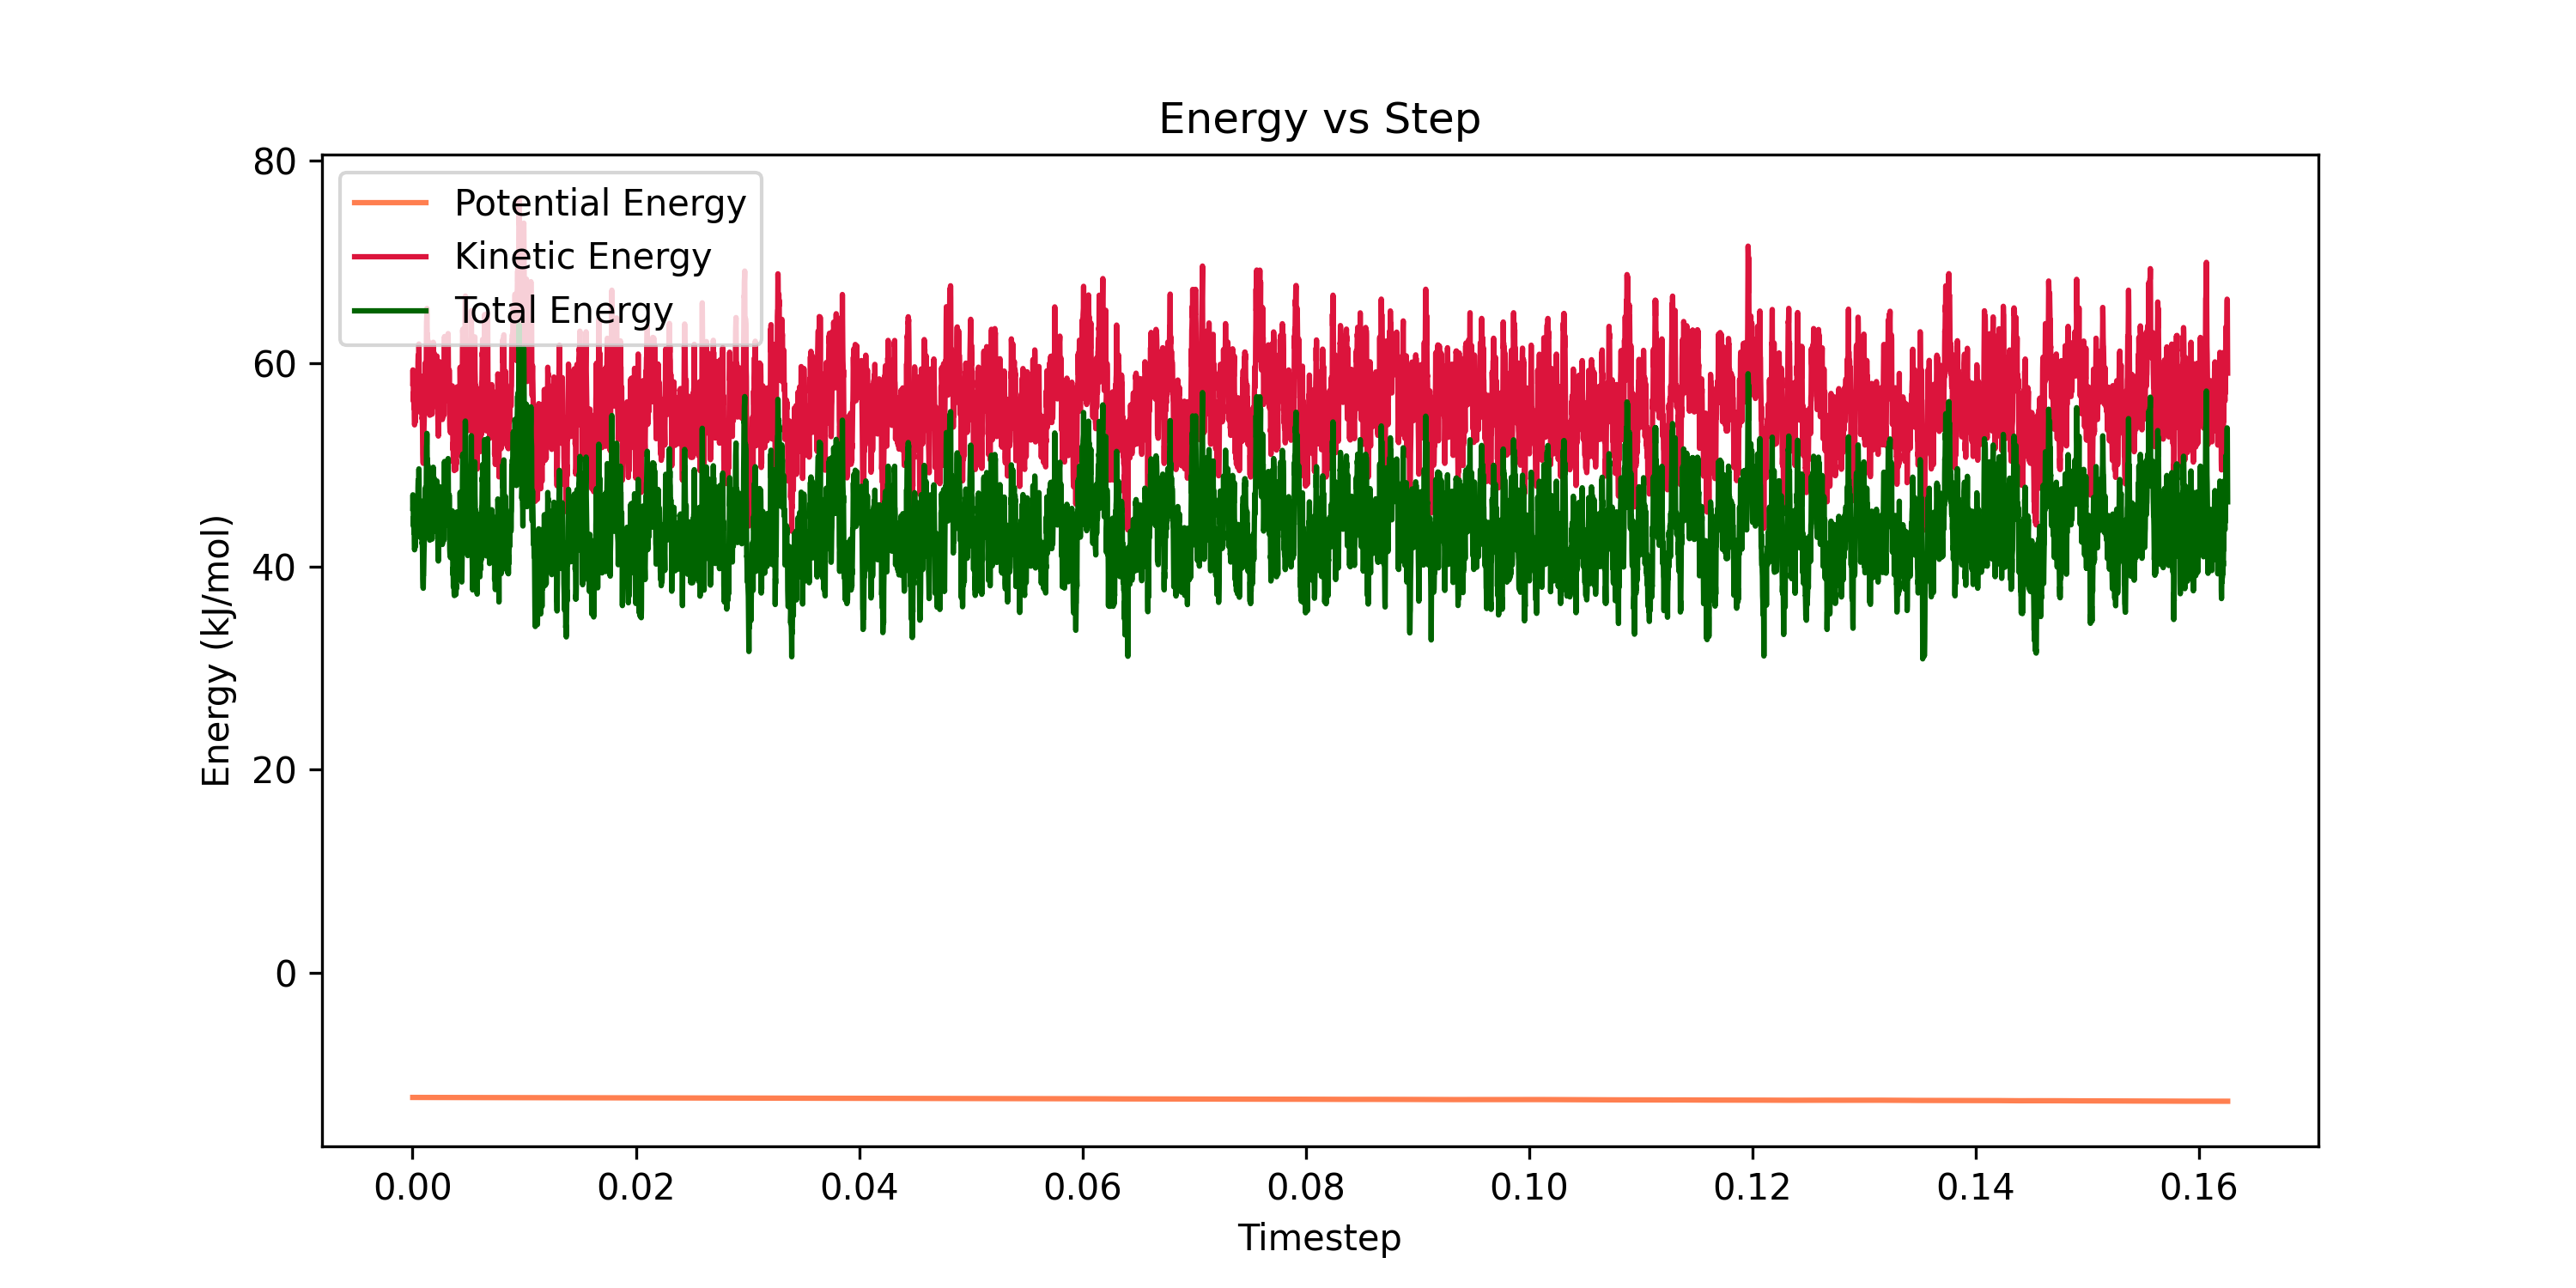 Energy vs Step
Potential Energy
Kinetic Energy
Total Energy
Energy (kJ/mol)
80
60
40
20
0
0.00 0.02 0.04 0.06 0.08 0.10 0.12 0.14 0.16
Timestep